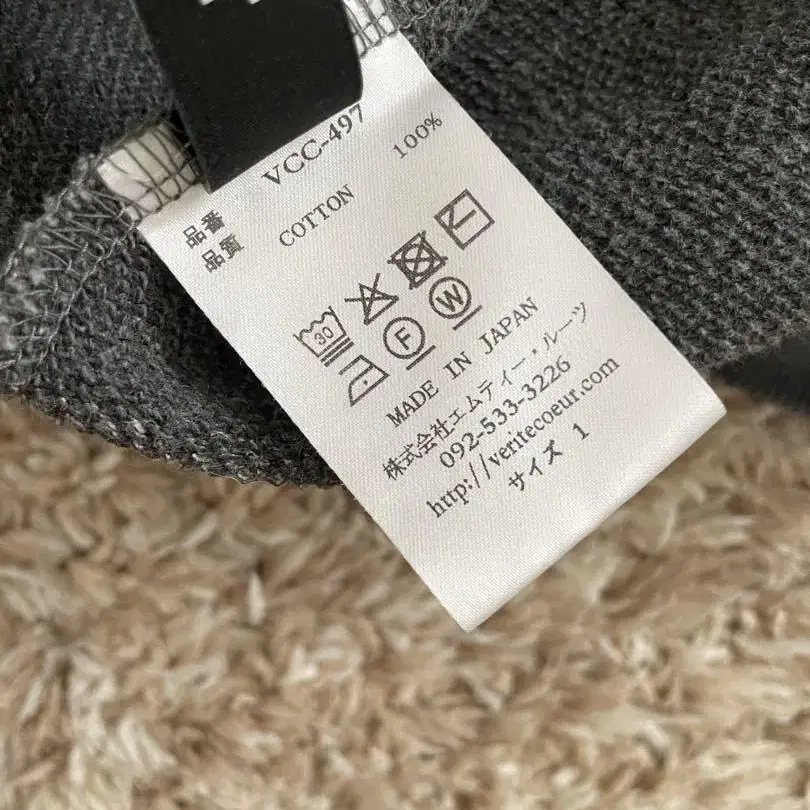 品番 VCC-497
品質 COTTON 100%
30
F W
MADE IN JAPAN
株式会社エムティー・ルーツ
092-533-3226
http://veritecoeur.com
サイズ 1